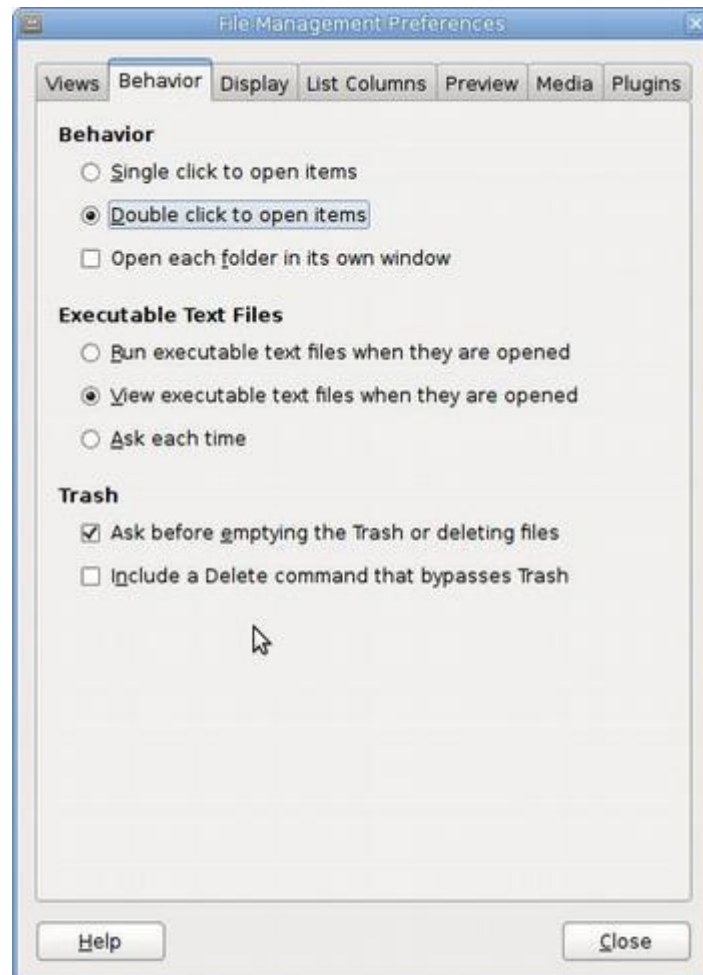 File Management Preferences
Views Behavior Display List Columns Preview Media Plugins
Behavior
Single click to open items
Double click to open items
Open each folder in its own window
Executable Text Files
Run executable text files when they are opened
View executable text files when they are opened
Ask each time
Trash
Ask before emptying the Trash or deleting files
Include a Delete command that bypasses Trash
Help Close